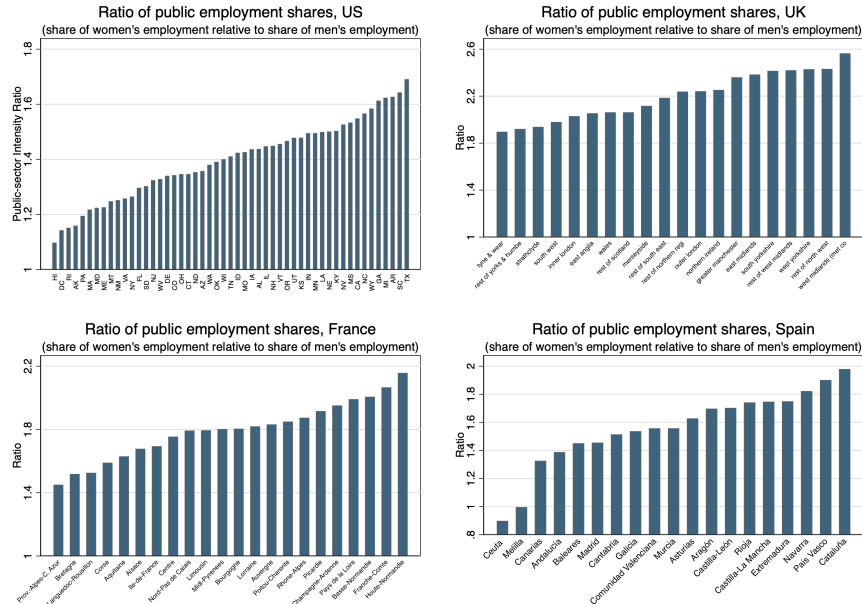 Ratio of public employment shares, US
(share of women's employment relative to share of men's employment)
Public-sector Intensity Ratio
1.8
1.6
1.4
1.2
1
HI
DC
RI
AK
PA
MA
MD
ME
MT
NM
VA
NY
FL
SD
NJ
WV
DE
CO
OH
CT
ND
AZ
WA
OK
WI
TN
ID
MO
IA
AL
IL
NH
VT
OR
UT
KS
IN
MN
LA
NE
KY
NV
MS
CA
NC
WY
GA
MI
AR
SC
TX
Ratio of public employment shares, UK
(share of women's employment relative to share of men's employment)
Ratio
2.6
2.2
1.8
1.4
1
tyne & wear
rest of yorks & humbe
strathclyde
south west
inner london
east anglia
wales
rest of scotland
merseyside
rest of south east
rest of northern regi
outer london
northern ireland
greater manchester
east midlands
south yorkshire
rest of west midlands
west yorkshire
rest of north west
west midlands (met co
Ratio of public employment shares, France
(share of women's employment relative to share of men's employment)
Ratio
2.2
1.8
1.4
1
Prov.-Alpes-C. Azur
Bretagne
Languedoc-Roussillon
Corse
Aquitaine
Alsace
Ile-de-France
Centre
Nord-Pas de Calais
Limousin
Midi-Pyrenees
Bourgogne
Lorraine
Auvergne
Poitou-Charente
Rhone-Alpes
Picardie
Champagne-Ardenne
Pays de la Loire
Basse-Normandie
Franche-Comte
Houte-Normandie
Ratio of public employment shares, Spain
(share of women's employment relative to share of men's employment)
Ratio
2
1.8
1.6
1.4
1.2
1
.8
Ceuta
Melilla
Canarias
Andalucia
Baleares
Madrid
Cantabria
Galicia
Comunidad Valenciana
Murcia
Asturias
Aragón
Castilla-León
Rioja
Castilla-La Mancha
Extremadura
Navarra
Pais Vasco
Cataluña